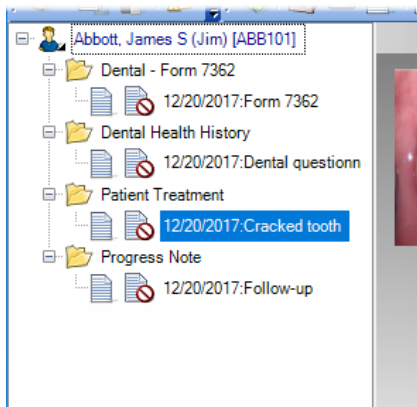 Abbott, James S (Jim) [ABB101]
Dental - Form 7362
12/20/2017:Form 7362
Dental Health History
12/20/2017:Dental questionn
Patient Treatment
12/20/2017:Cracked tooth
Progress Note
12/20/2017:Follow-up